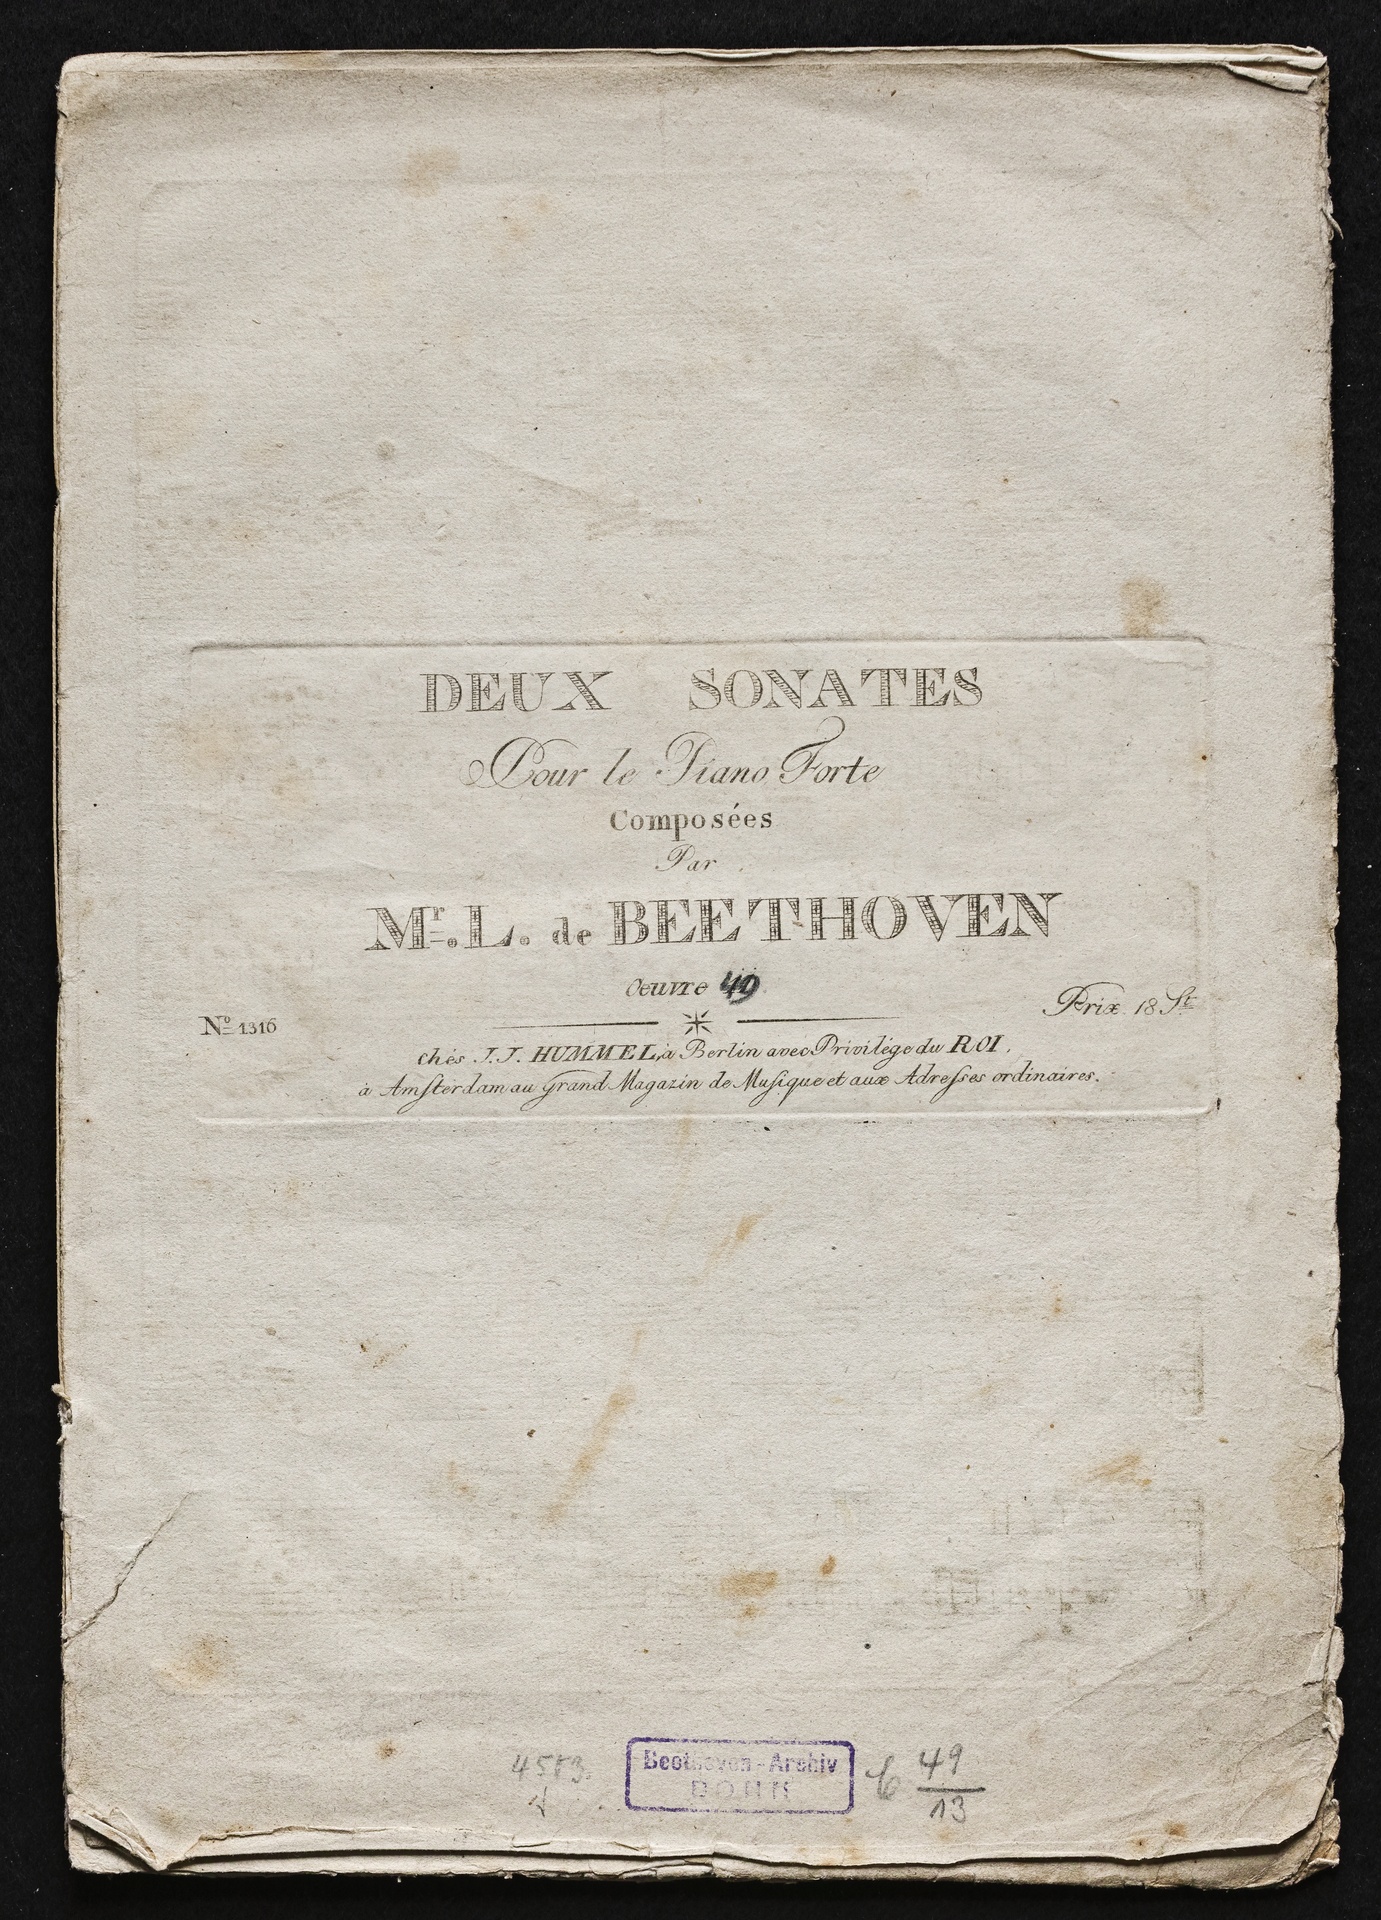 DEUX SONATES
Pour le Piano Forte
Composées
Par
Mr. L. de BEETHOVEN
Oeuvre 49
No 1316
Prix 18 St
chés J. J. HUMMEL, à Berlin avec Privilége du ROI,
à Amſterdam au Grand Magazin de Muſique et aux Adreſses ordinaires.
Beethoven-Archiv
BONN
49
13